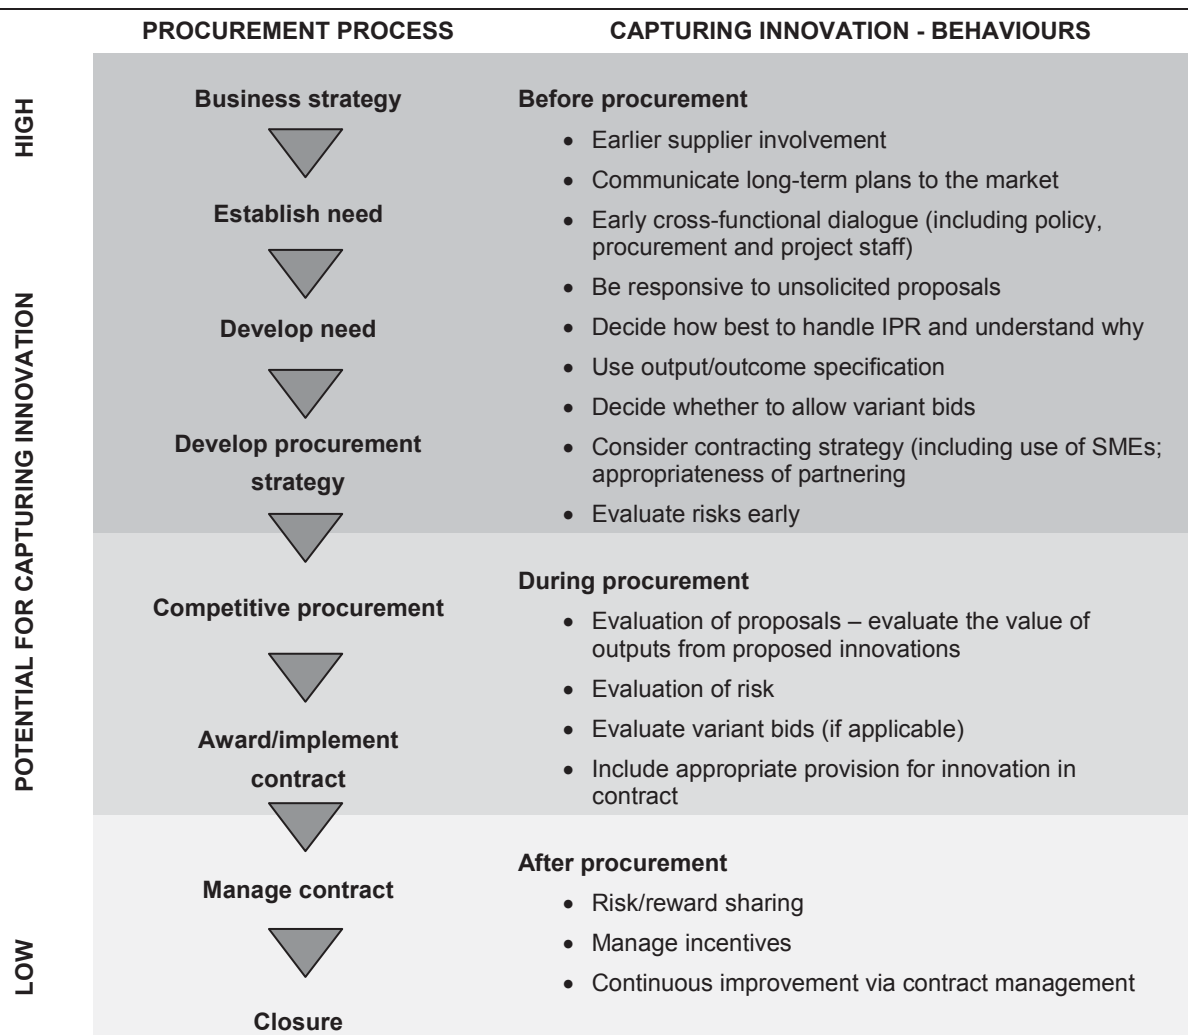 PROCUREMENT PROCESS
CAPTURING INNOVATION - BEHAVIOURS
HIGH
POTENTIAL FOR CAPTURING INNOVATION
LOW
Business strategy
Establish need
Develop need
Develop procurement
strategy
Before procurement
• Earlier supplier involvement
• Communicate long-term plans to the market
• Early cross-functional dialogue (including policy,
procurement and project staff)
• Be responsive to unsolicited proposals
• Decide how best to handle IPR and understand why
• Use output/outcome specification
• Decide whether to allow variant bids
• Consider contracting strategy (including use of SMEs;
appropriateness of partnering
• Evaluate risks early
Competitive procurement
Award/implement
contract
During procurement
• Evaluation of proposals – evaluate the value of
outputs from proposed innovations
• Evaluation of risk
• Evaluate variant bids (if applicable)
• Include appropriate provision for innovation in
contract
Manage contract
Closure
After procurement
• Risk/reward sharing
• Manage incentives
• Continuous improvement via contract management